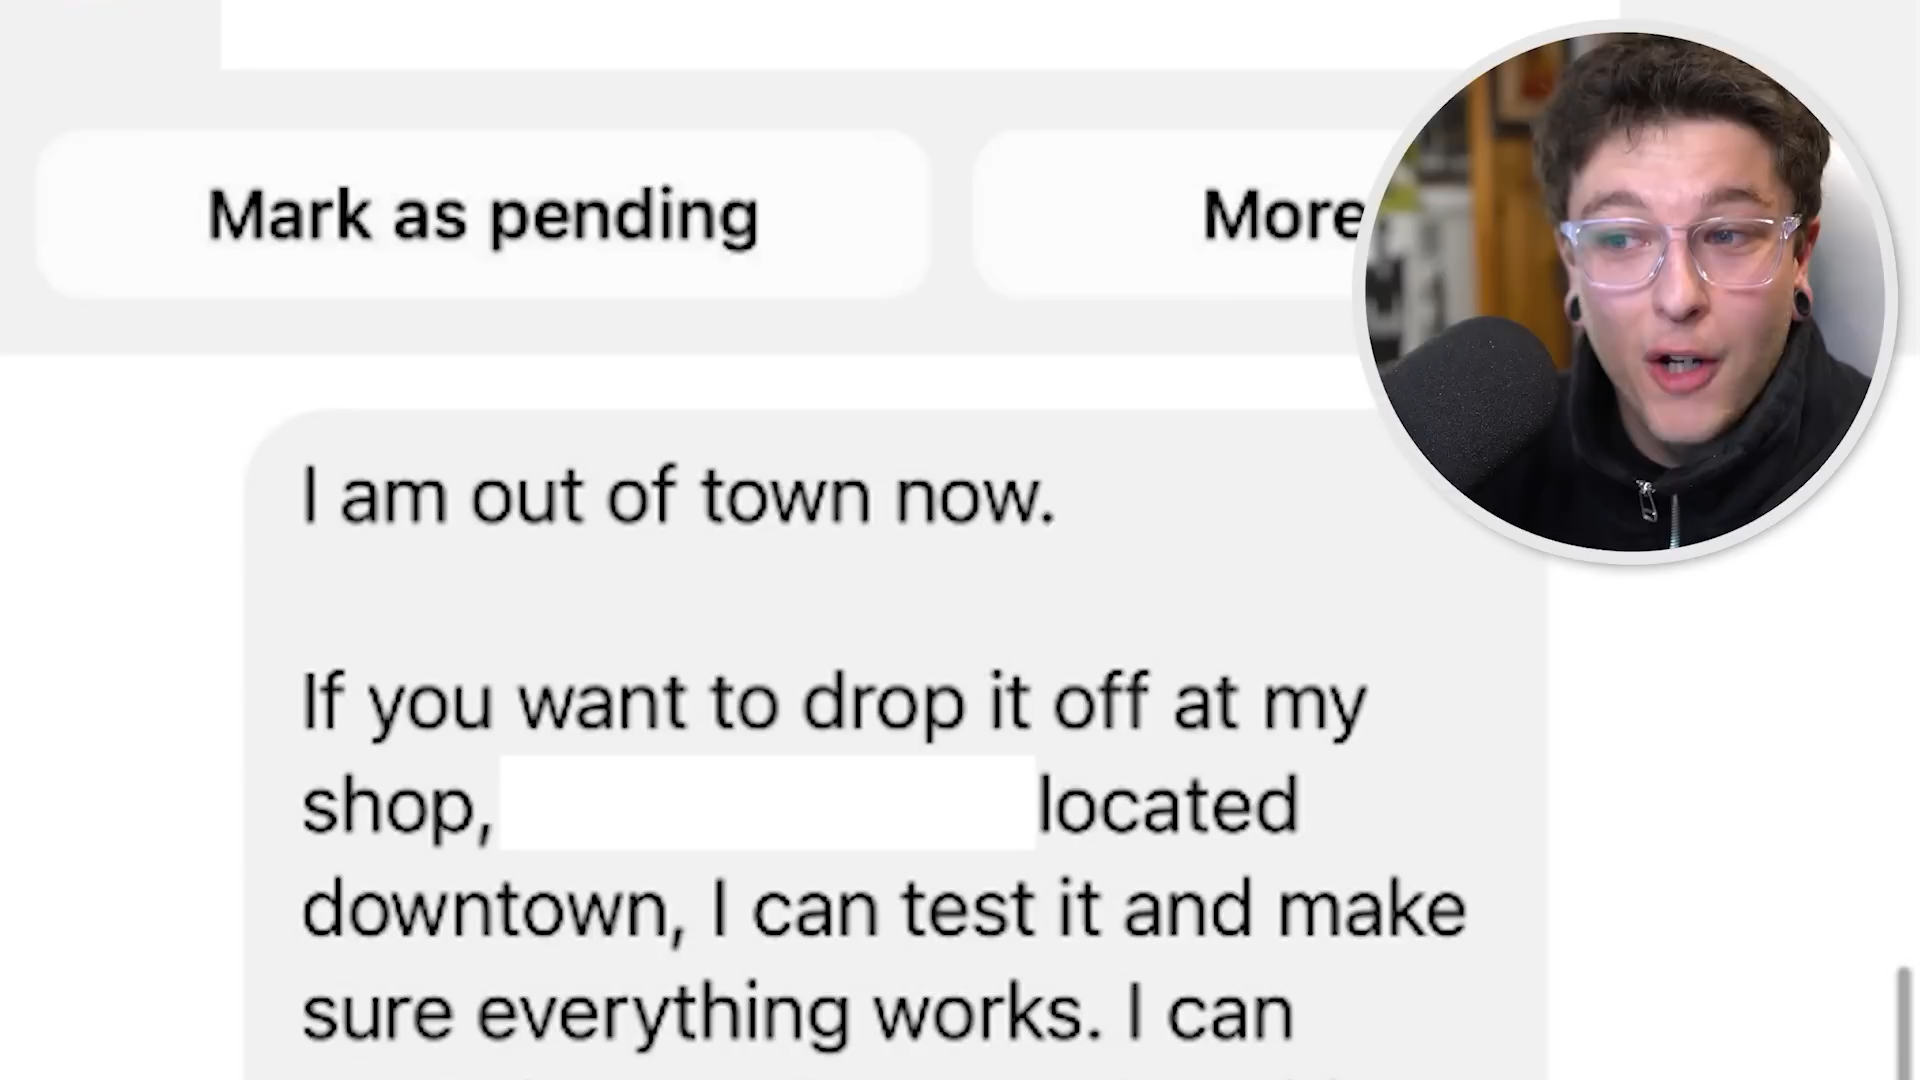 Mark as pending
More
I am out of town now.
If you want to drop it off at my
shop, located
downtown, I can test it and make
sure everything works. I can